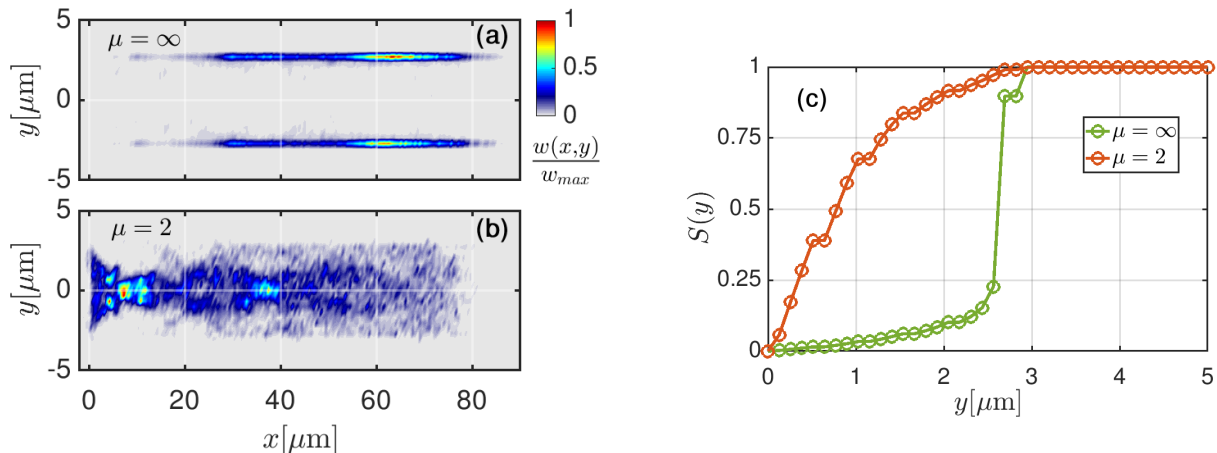 5
0
-5
y[μm]
μ = ∞
(a)
1
0.5
0
w(x,y)
w_max
5
0
-5
y[μm]
μ = 2
(b)
0 20 40 60 80
x[μm]
1
0.75
0.5
0.25
0
S(y)
(c)
μ = ∞
μ = 2
0 1 2 3 4 5
y[μm]